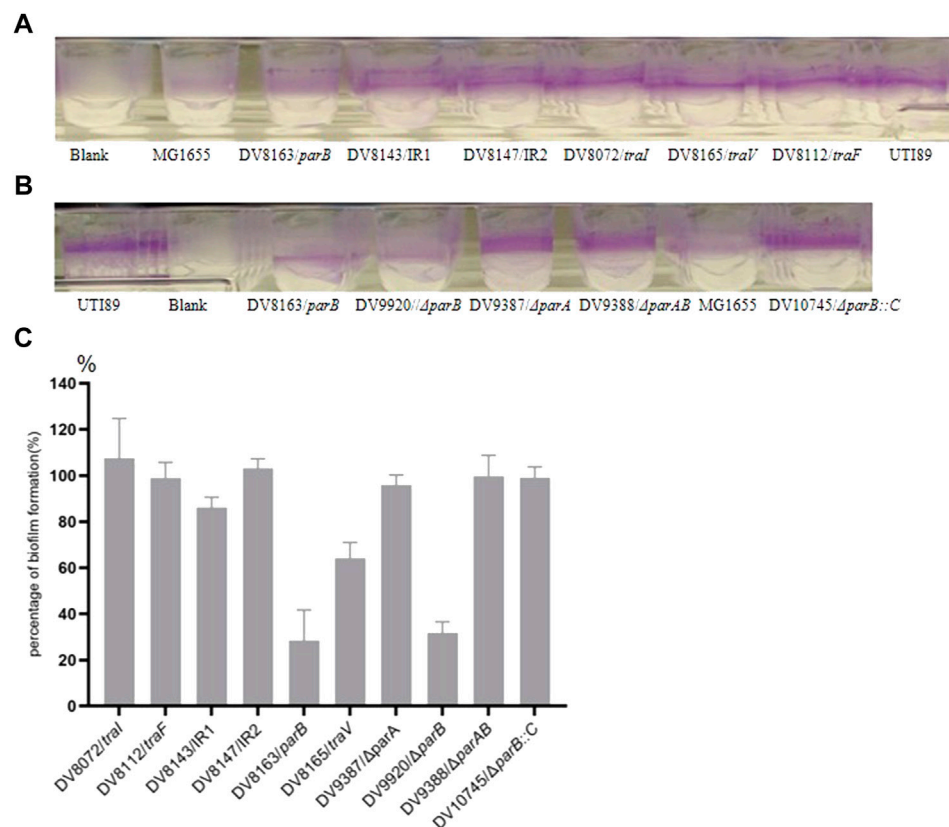 A
Blank MG1655 DV8163/parB DV8143/IR1 DV8147/IR2 DV8072/traI DV8165/traV DV8112/traF UTI89
B
UTI89 Blank DV8163/parB DV9920//ΔparB DV9387/ΔparA DV9388/ΔparAB MG1655 DV10745/ΔparB::C
C
%
140
120
100
80
60
40
20
0
percentage of biofilm formation(%)
DV8072/traI
DV8112/traF
DV8143/IR1
DV8147/IR2
DV8163/parB
DV8165/traV
DV9387/ΔparA
DV9920/ΔparB
DV9388/ΔparAB
DV10745/ΔparB::C